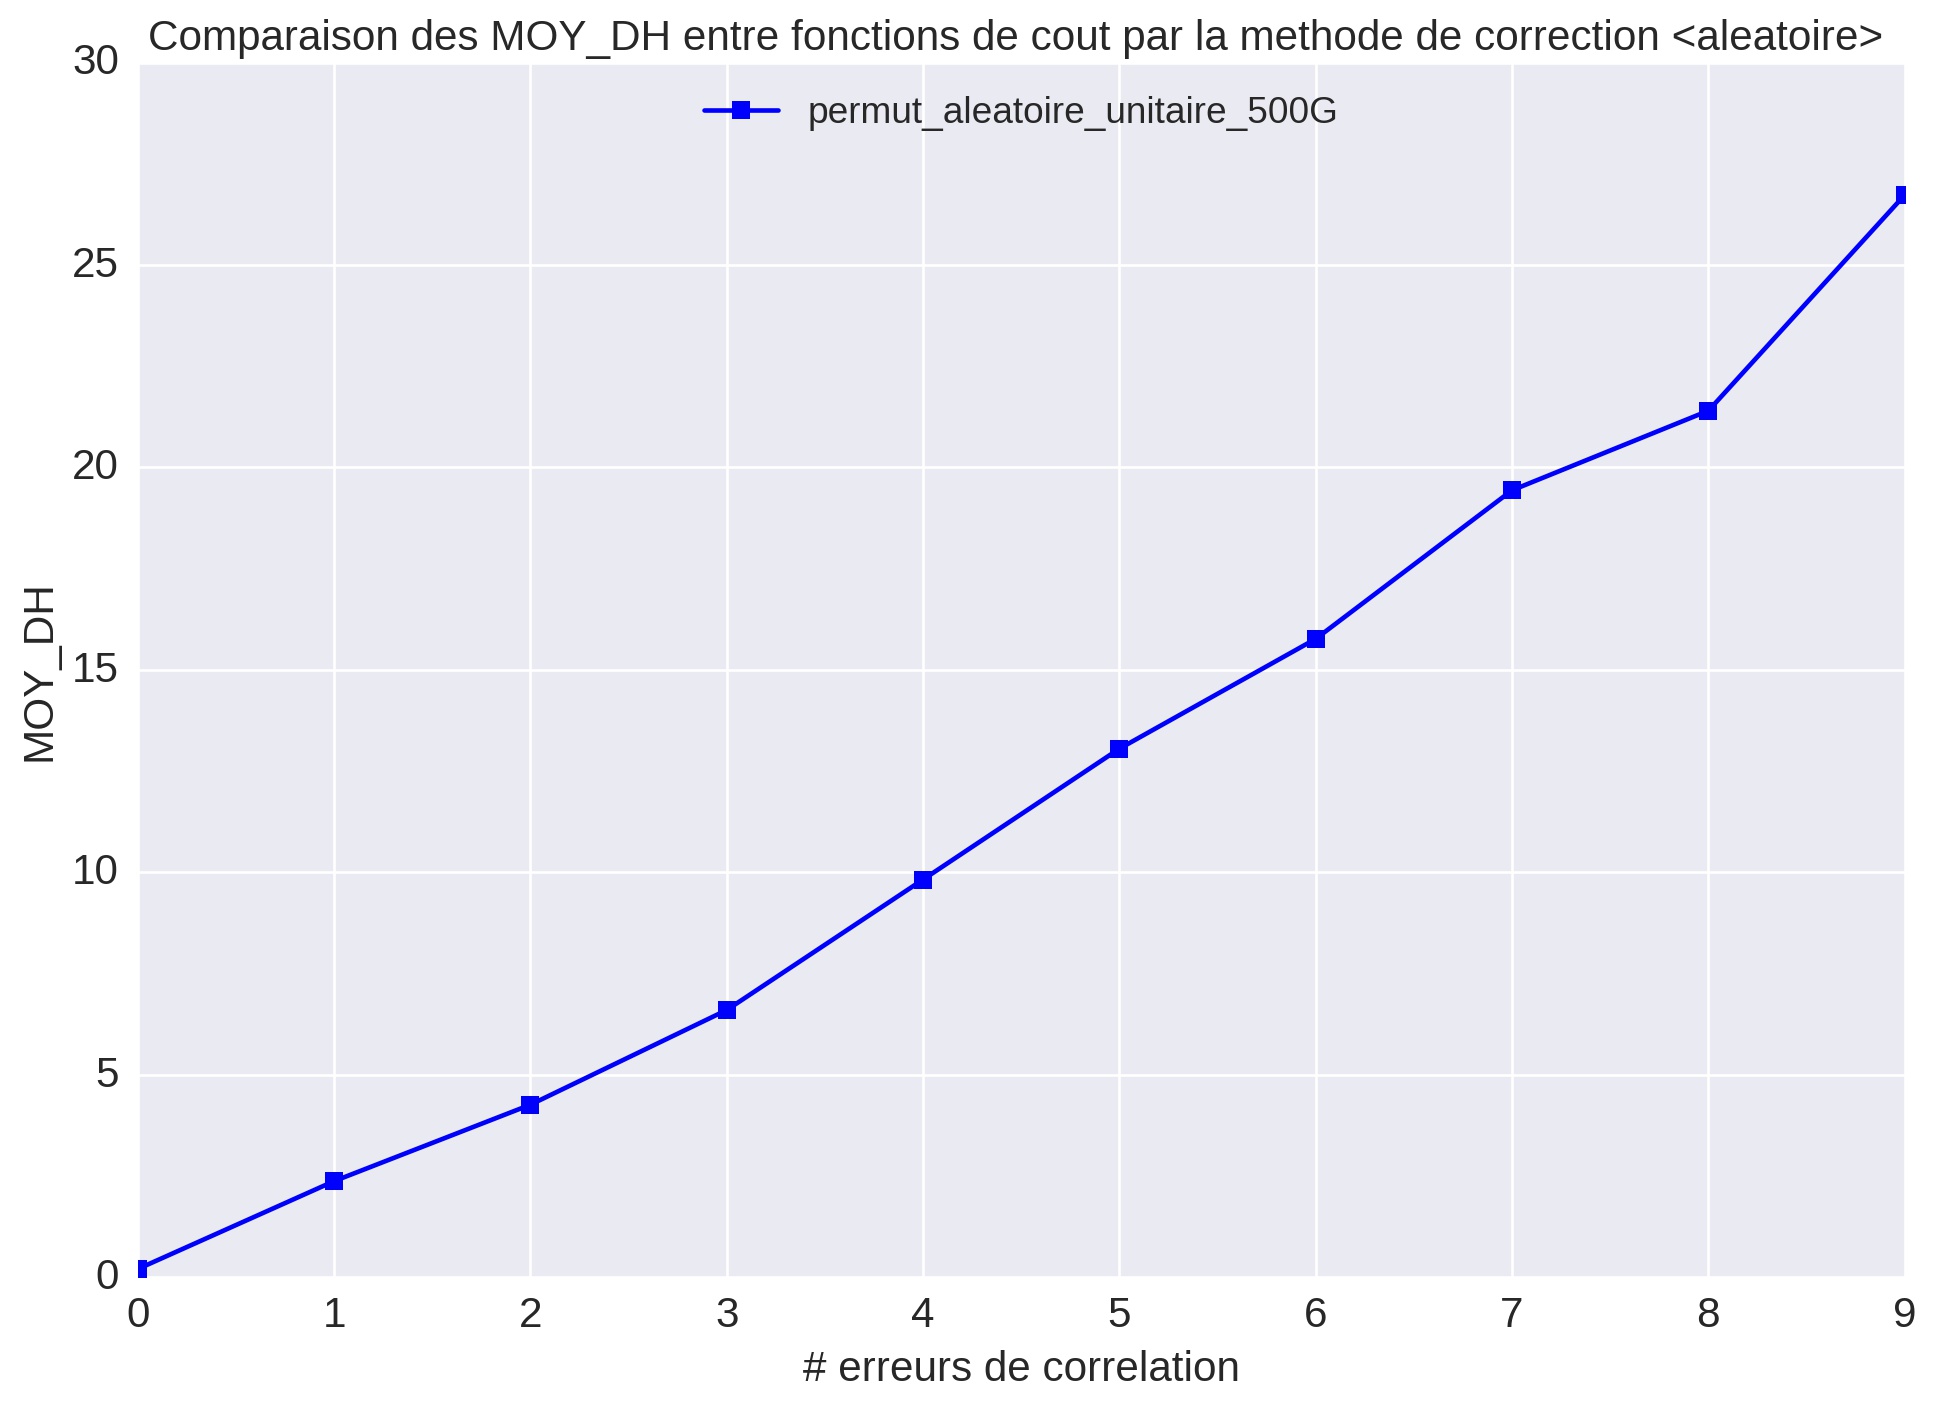 Comparaison des MOY_DH entre fonctions de cout par la methode de correction <aleatoire>
permut_aleatoire_unitaire_500G
30
25
20
15
10
5
0
MOY_DH
0 1 2 3 4 5 6 7 8 9
# erreurs de correlation